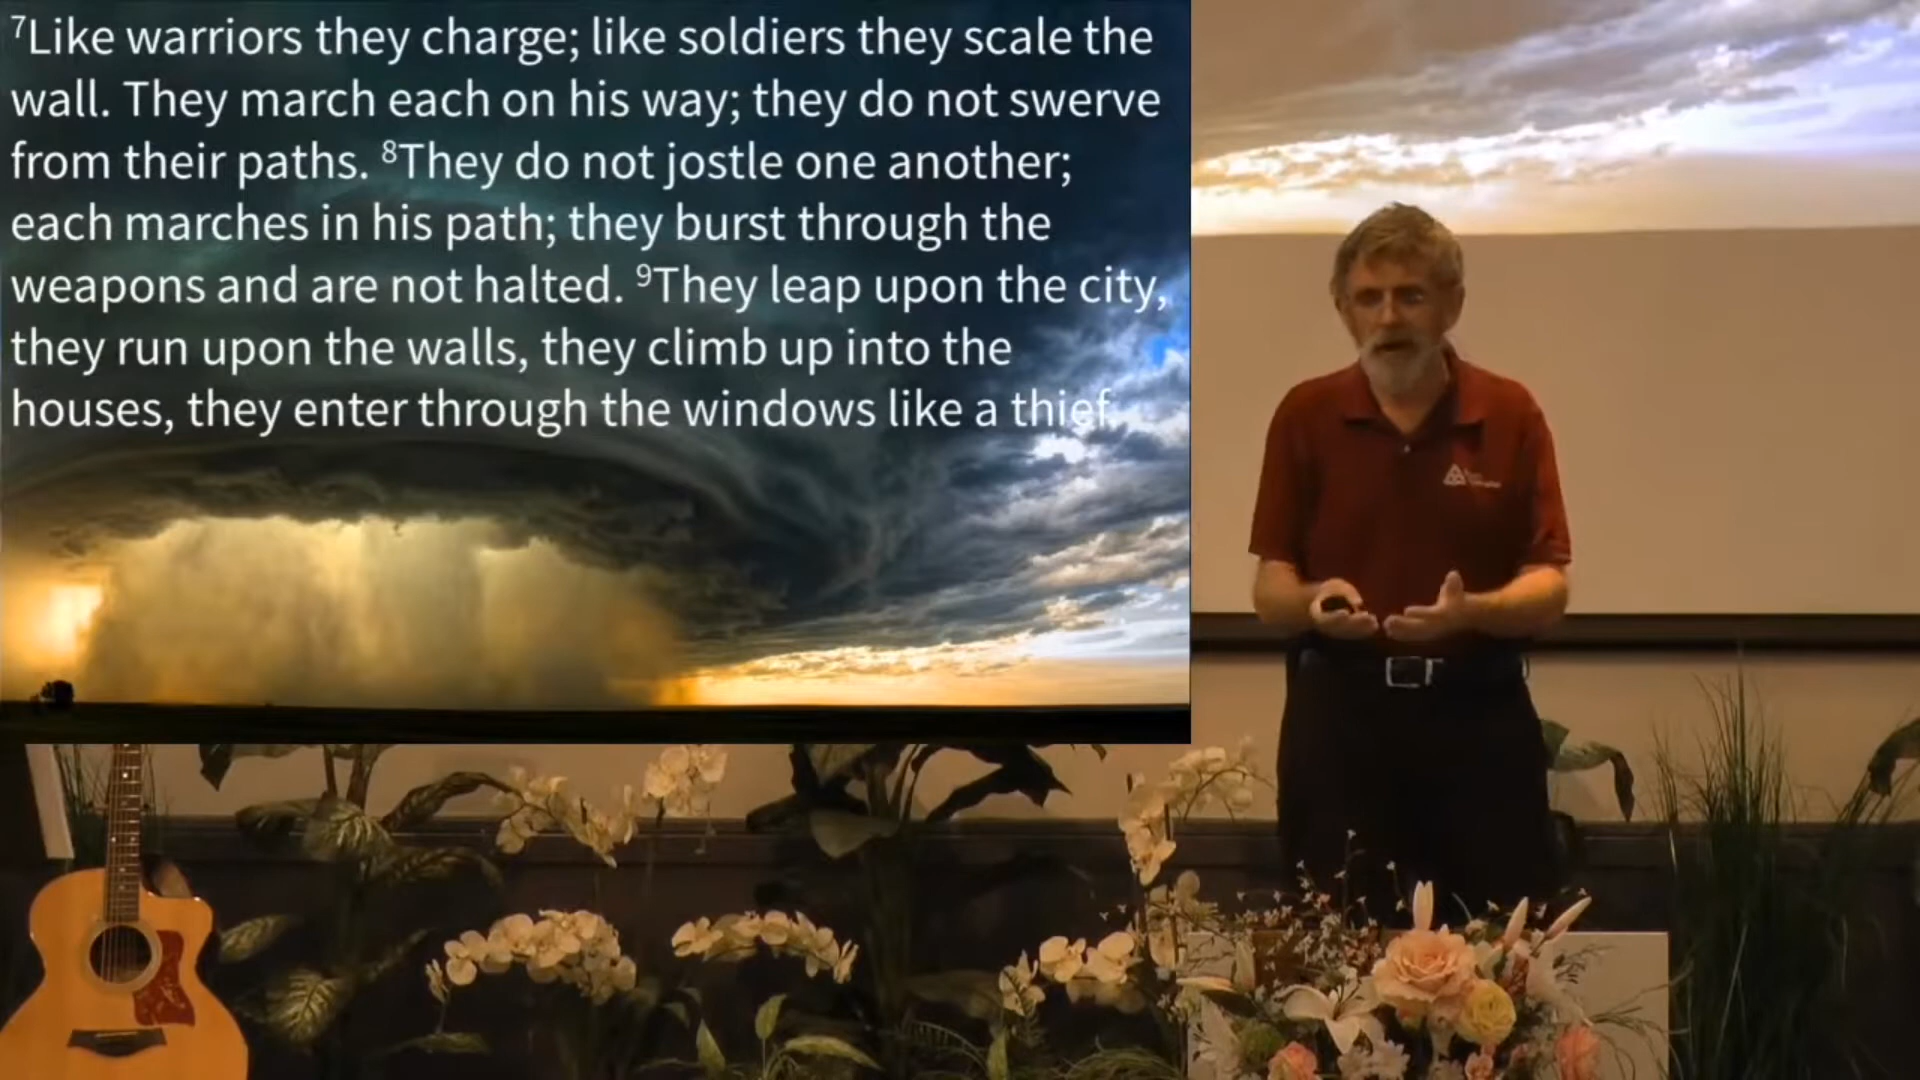 ⁷Like warriors they charge; like soldiers they scale the
wall. They march each on his way; they do not swerve
from their paths. ⁸They do not jostle one another;
each marches in his path; they burst through the
weapons and are not halted. ⁹They leap upon the city,
they run upon the walls, they climb up into the
houses, they enter through the windows like a thief.